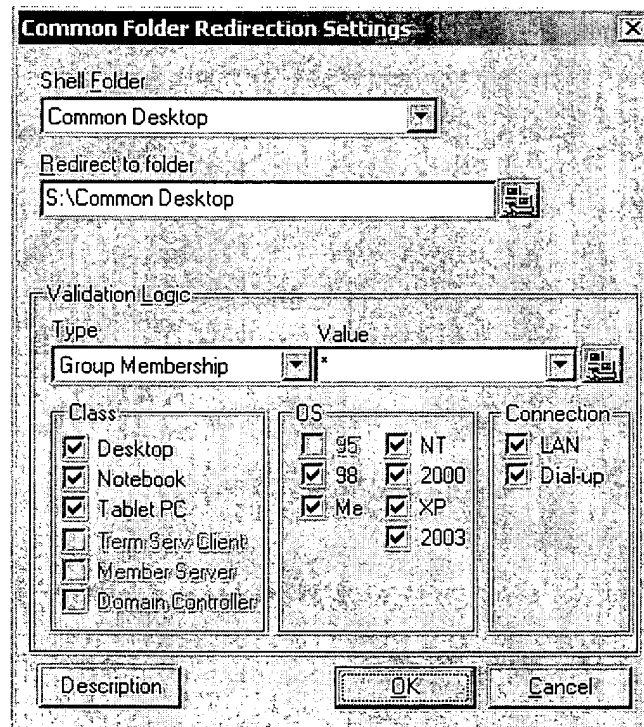 Common Folder Redirection Settings
Shell Folder
Common Desktop
Redirect to folder
S:\Common Desktop
Validation Logic
Type Value
Group Membership *
Class OS Connection
Desktop 95 NT LAN
Notebook 98 2000 Dial-up
Tablet PC Me XP
Term Serv Client 2003
Member Server
Domain Controller
Description OK Cancel